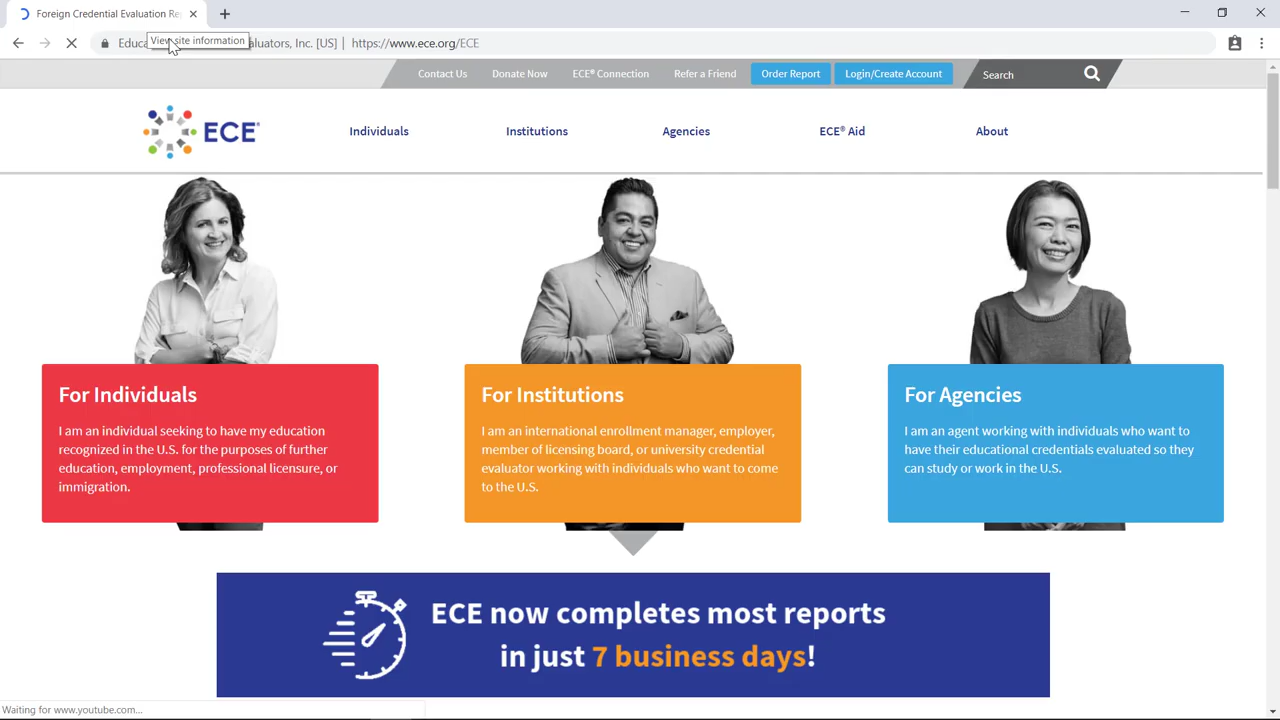 Foreign Credential Evaluation Re
View site information
Educa aluators, Inc. [US] | https://www.ece.org/ECE
Contact Us Donate Now ECE® Connection Refer a Friend Order Report Login/Create Account Search
ECE®
Individuals Institutions Agencies ECE® Aid About
For Individuals
I am an individual seeking to have my education
recognized in the U.S. for the purposes of further
education, employment, professional licensure, or
immigration.
For Institutions
I am an international enrollment manager, employer,
member of licensing board, or university credential
evaluator working with individuals who want to come
to the U.S.
For Agencies
I am an agent working with individuals who want to
have their educational credentials evaluated so they
can study or work in the U.S.
ECE now completes most reports
in just 7 business days!
Waiting for www.youtube.com...